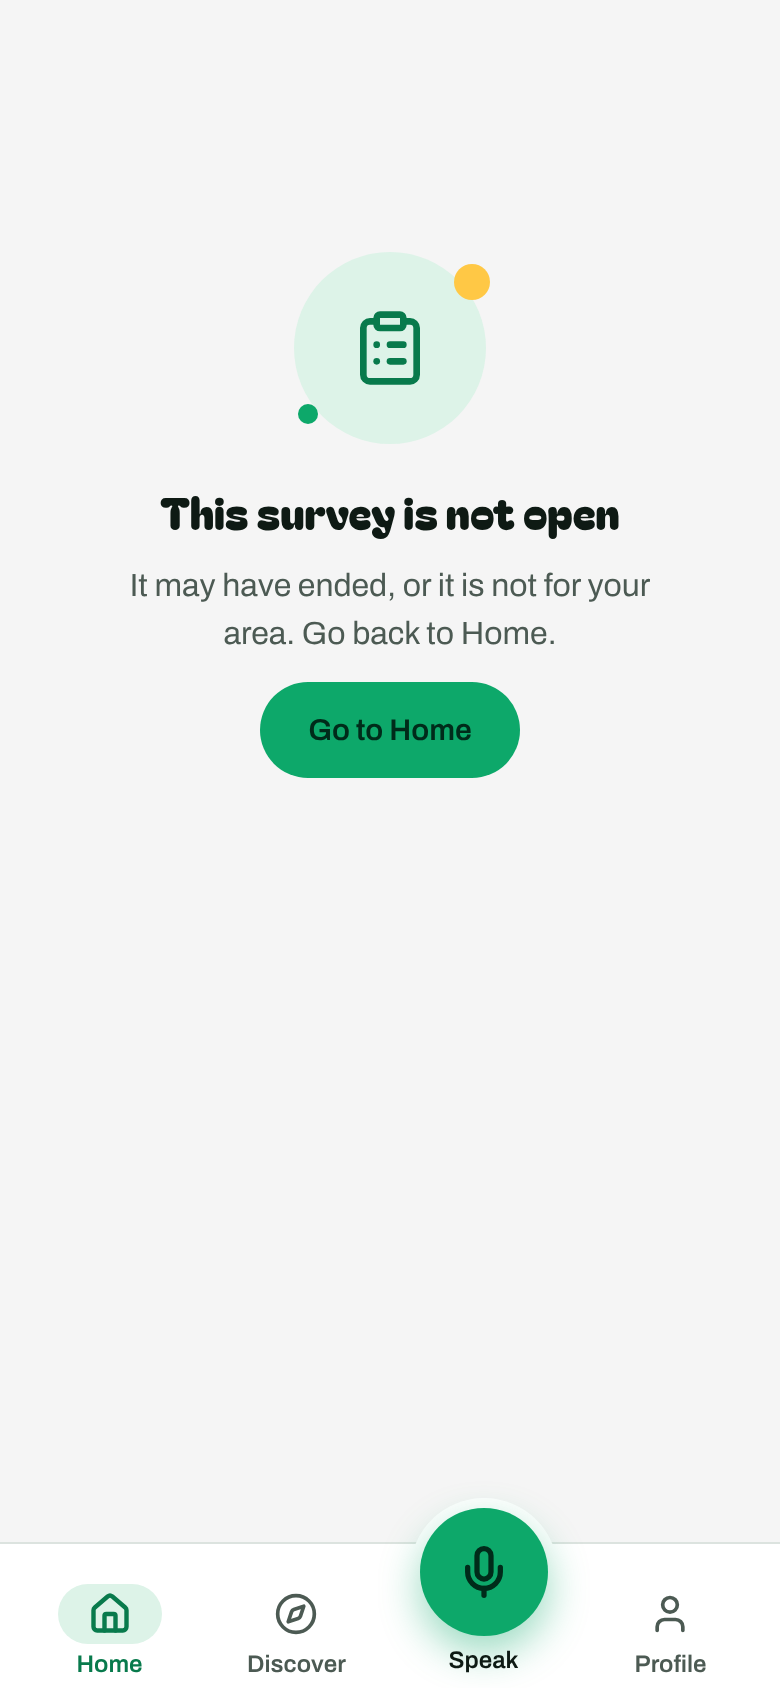 This survey is not open
It may have ended, or it is not for your
area. Go back to Home.
Go to Home
Home
Discover
Speak
Profile